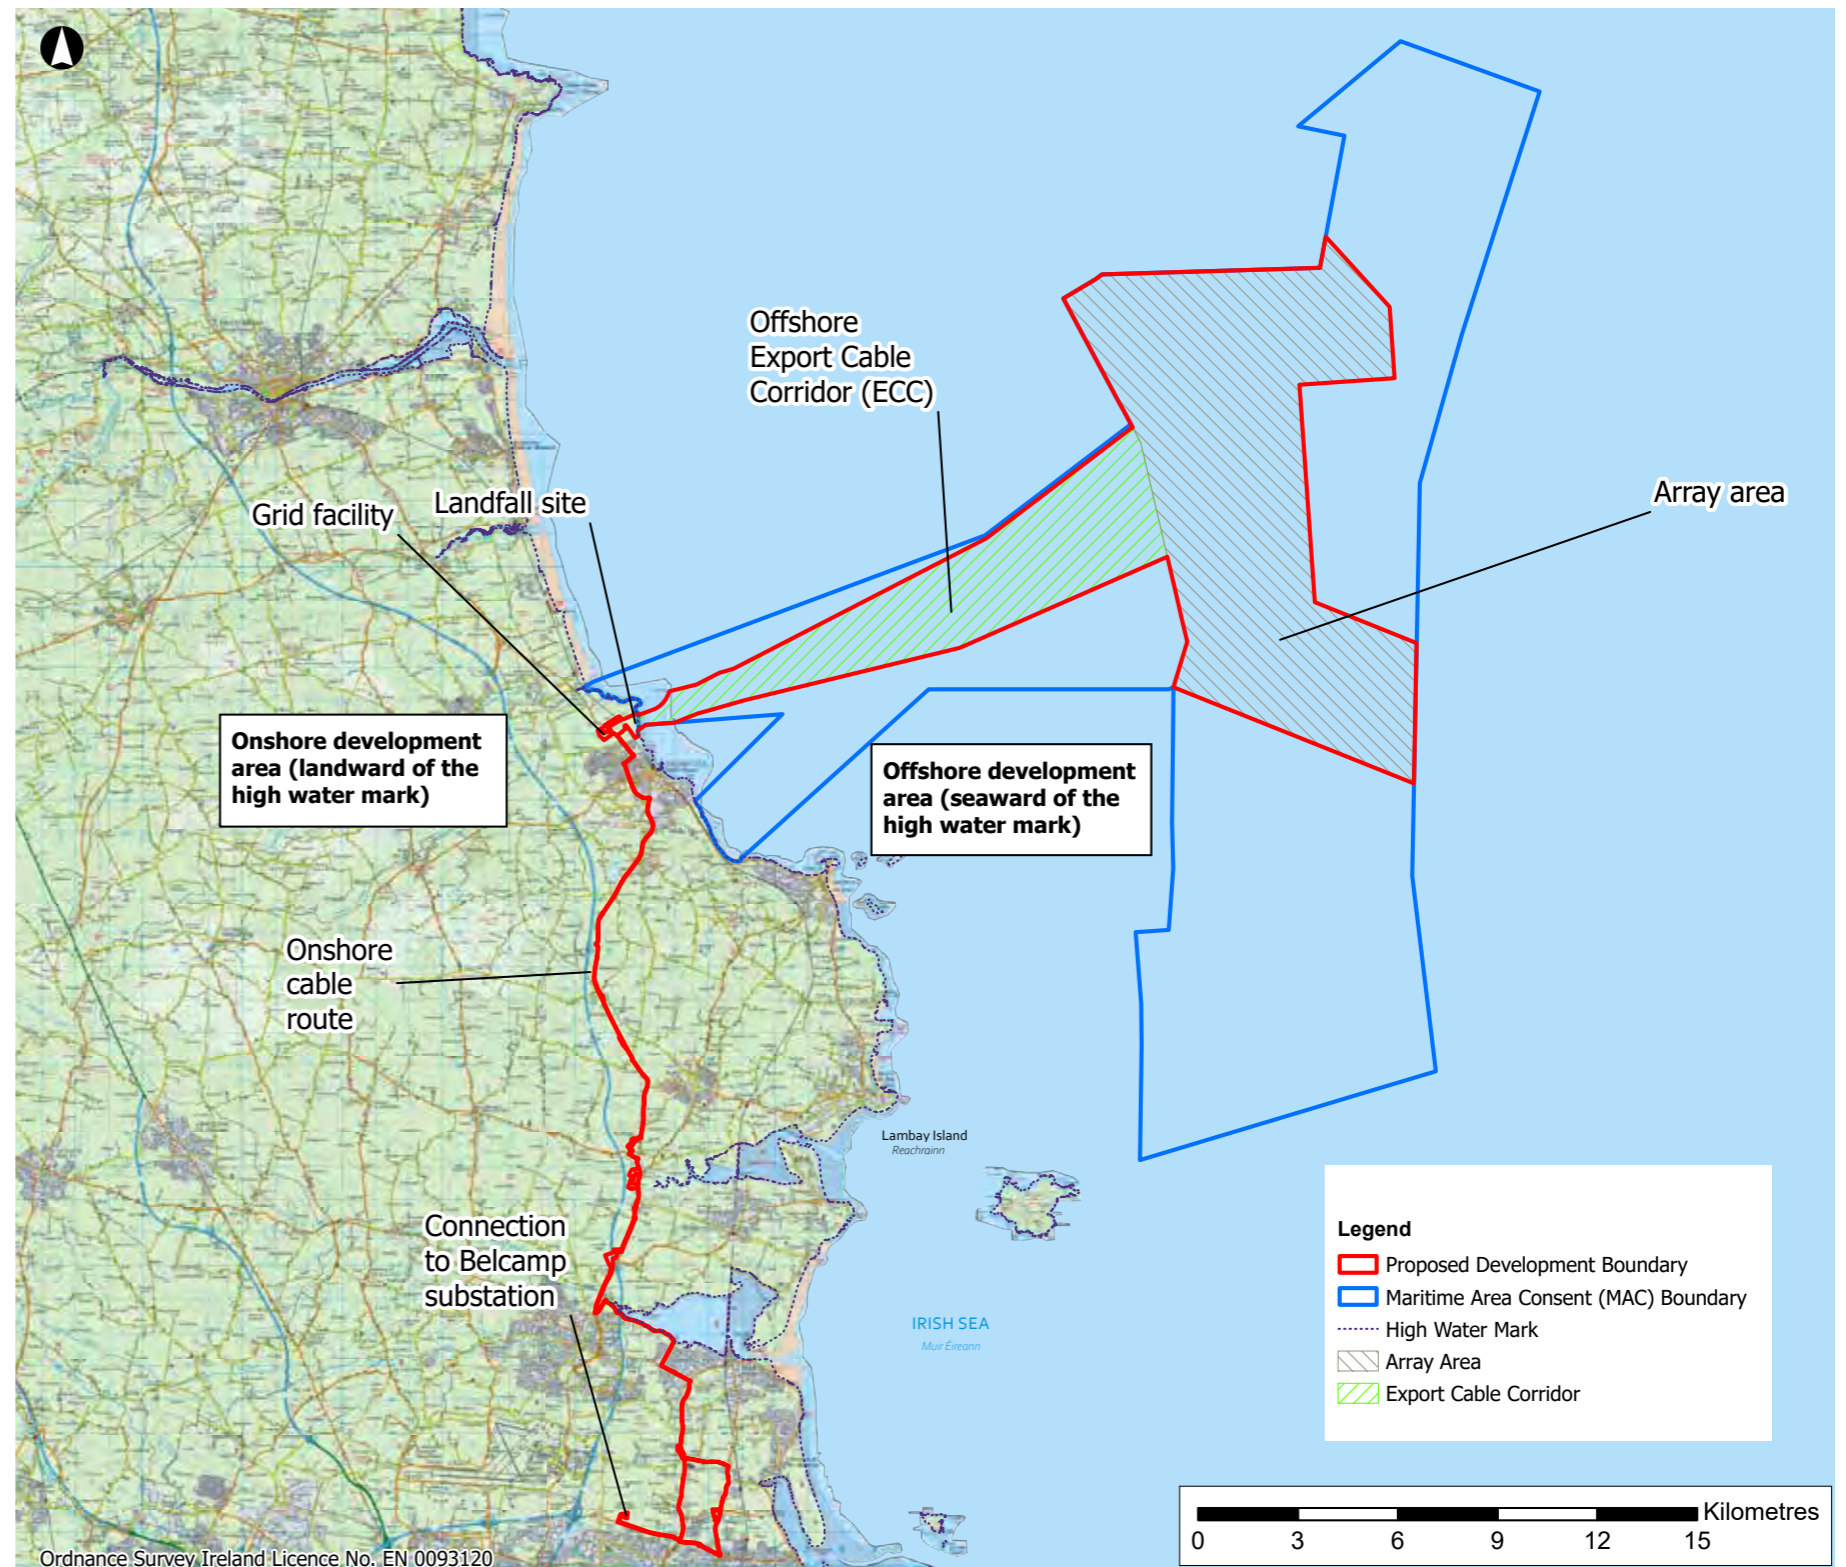 Offshore
Export Cable
Corridor (ECC)
Array area
Grid facility
Landfall site
Onshore development
area (landward of the
high water mark)
Offshore development
area (seaward of the
high water mark)
Onshore
cable
route
Lambay Island
Reachrainn
Connection
to Belcamp
substation
IRISH SEA
Muir Éireann
Legend
Proposed Development Boundary
Maritime Area Consent (MAC) Boundary
High Water Mark
Array Area
Export Cable Corridor
Kilometres
0 3 6 9 12 15
Ordnance Survey Ireland Licence No. EN 0093120